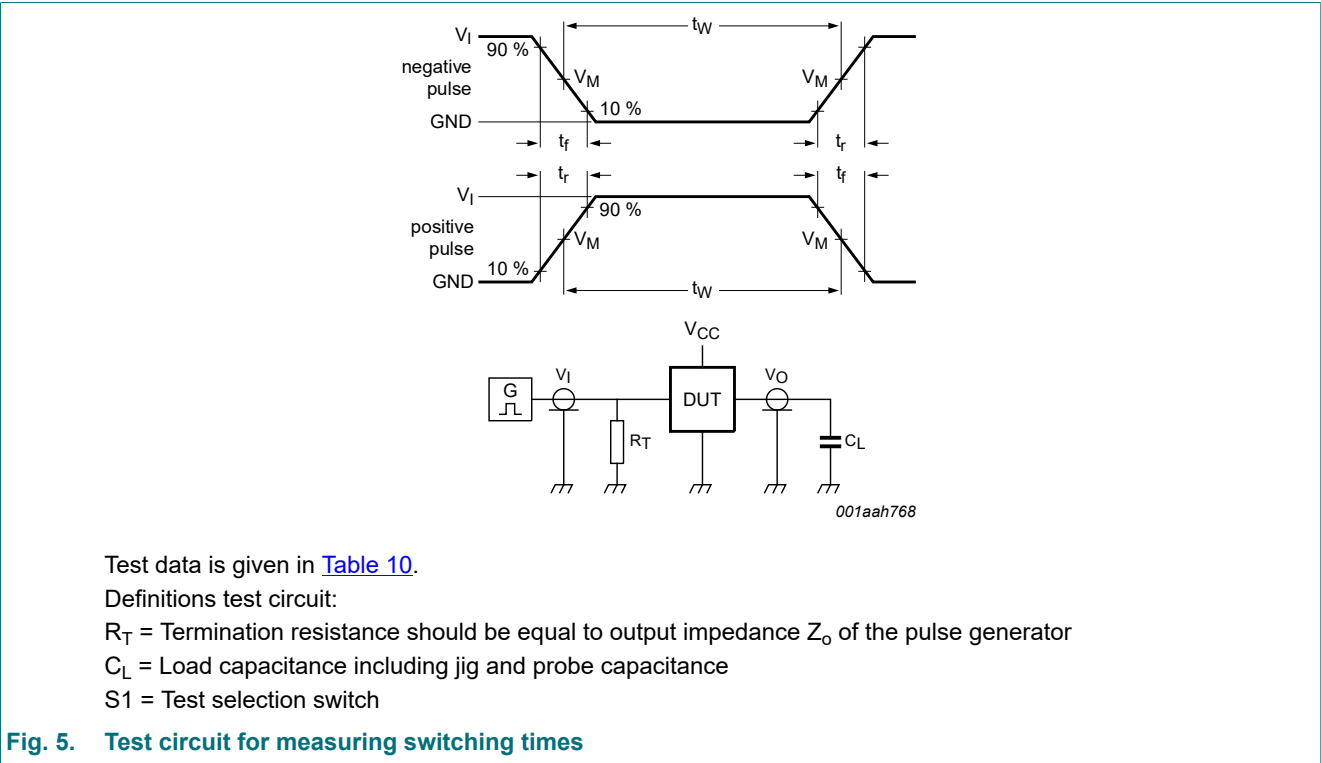 tW
VI
90 %
negative
pulse
VM
VM
10 %
GND
tf
tr
tr
tf
VI
90 %
positive
pulse
VM
VM
10 %
GND
tW
VCC
VI
VO
G
DUT
RT
CL
001aah768
Test data is given in Table 10.
Definitions test circuit:
RT = Termination resistance should be equal to output impedance Zo of the pulse generator
CL = Load capacitance including jig and probe capacitance
S1 = Test selection switch
Fig. 5. Test circuit for measuring switching times